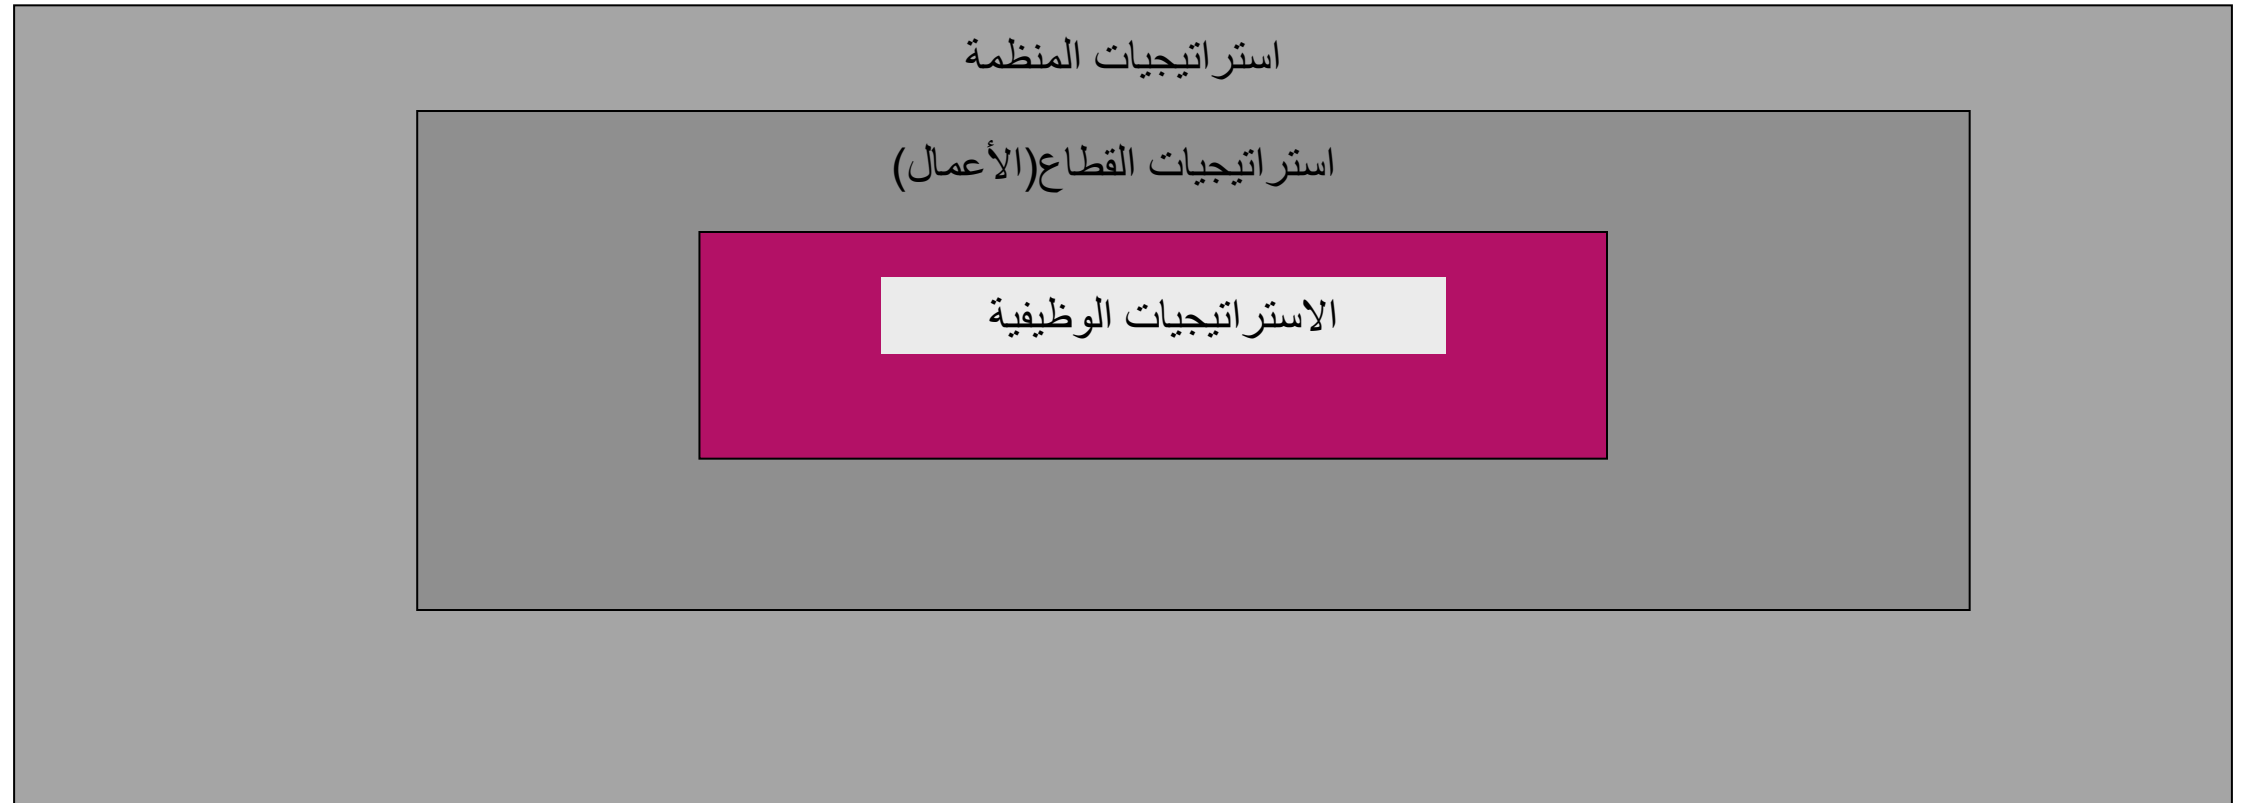 استراتيجيات المنظمة
استراتيجيات القطاع(الأعمال)
الاستراتيجيات الوظيفية